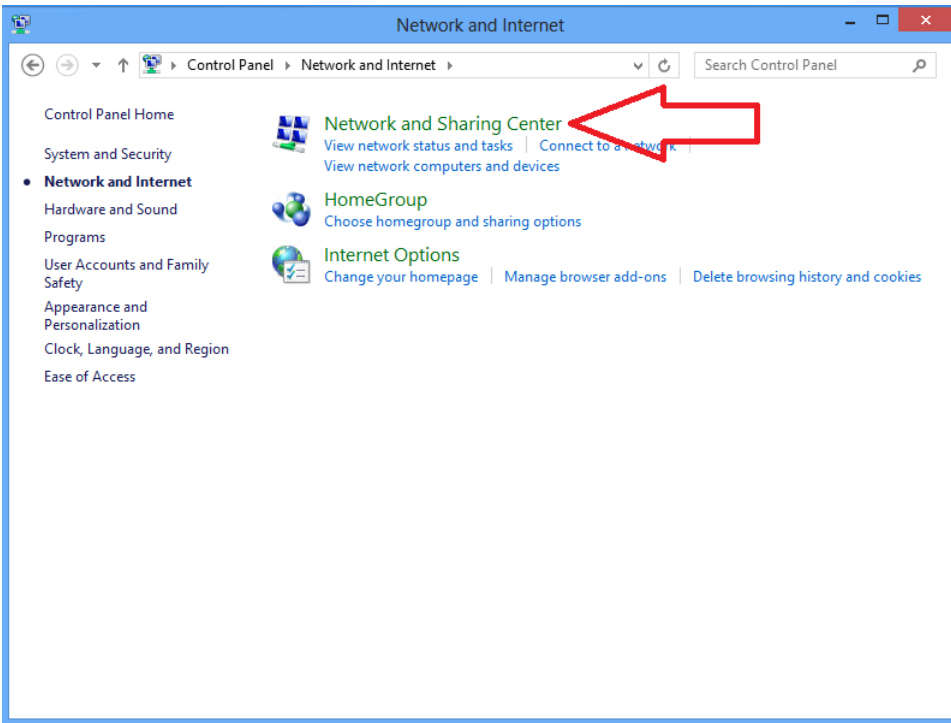 Network and Internet
Control Panel Network and Internet
Search Control Panel
Control Panel Home
System and Security
Network and Internet
Hardware and Sound
Programs
User Accounts and Family
Safety
Appearance and
Personalization
Clock, Language, and Region
Ease of Access
Network and Sharing Center
View network status and tasks Connect to a network
View network computers and devices
HomeGroup
Choose homegroup and sharing options
Internet Options
Change your homepage Manage browser add-ons Delete browsing history and cookies